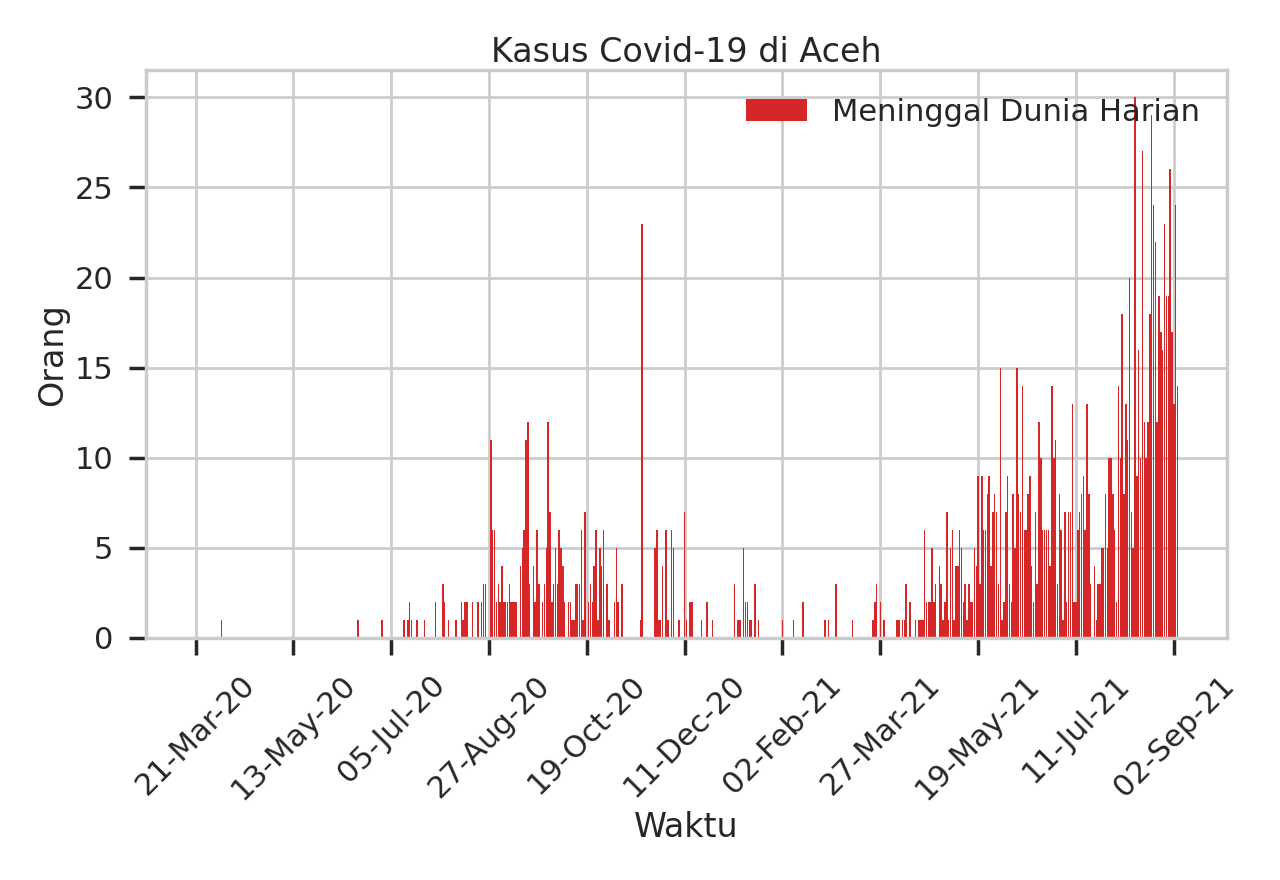 Kasus Covid-19 di Aceh
Meninggal Dunia Harian
30
25
20
15
10
5
0
Orang
21-Mar-20
13-May-20
05-Jul-20
27-Aug-20
19-Oct-20
11-Dec-20
02-Feb-21
27-Mar-21
19-May-21
11-Jul-21
02-Sep-21
Waktu